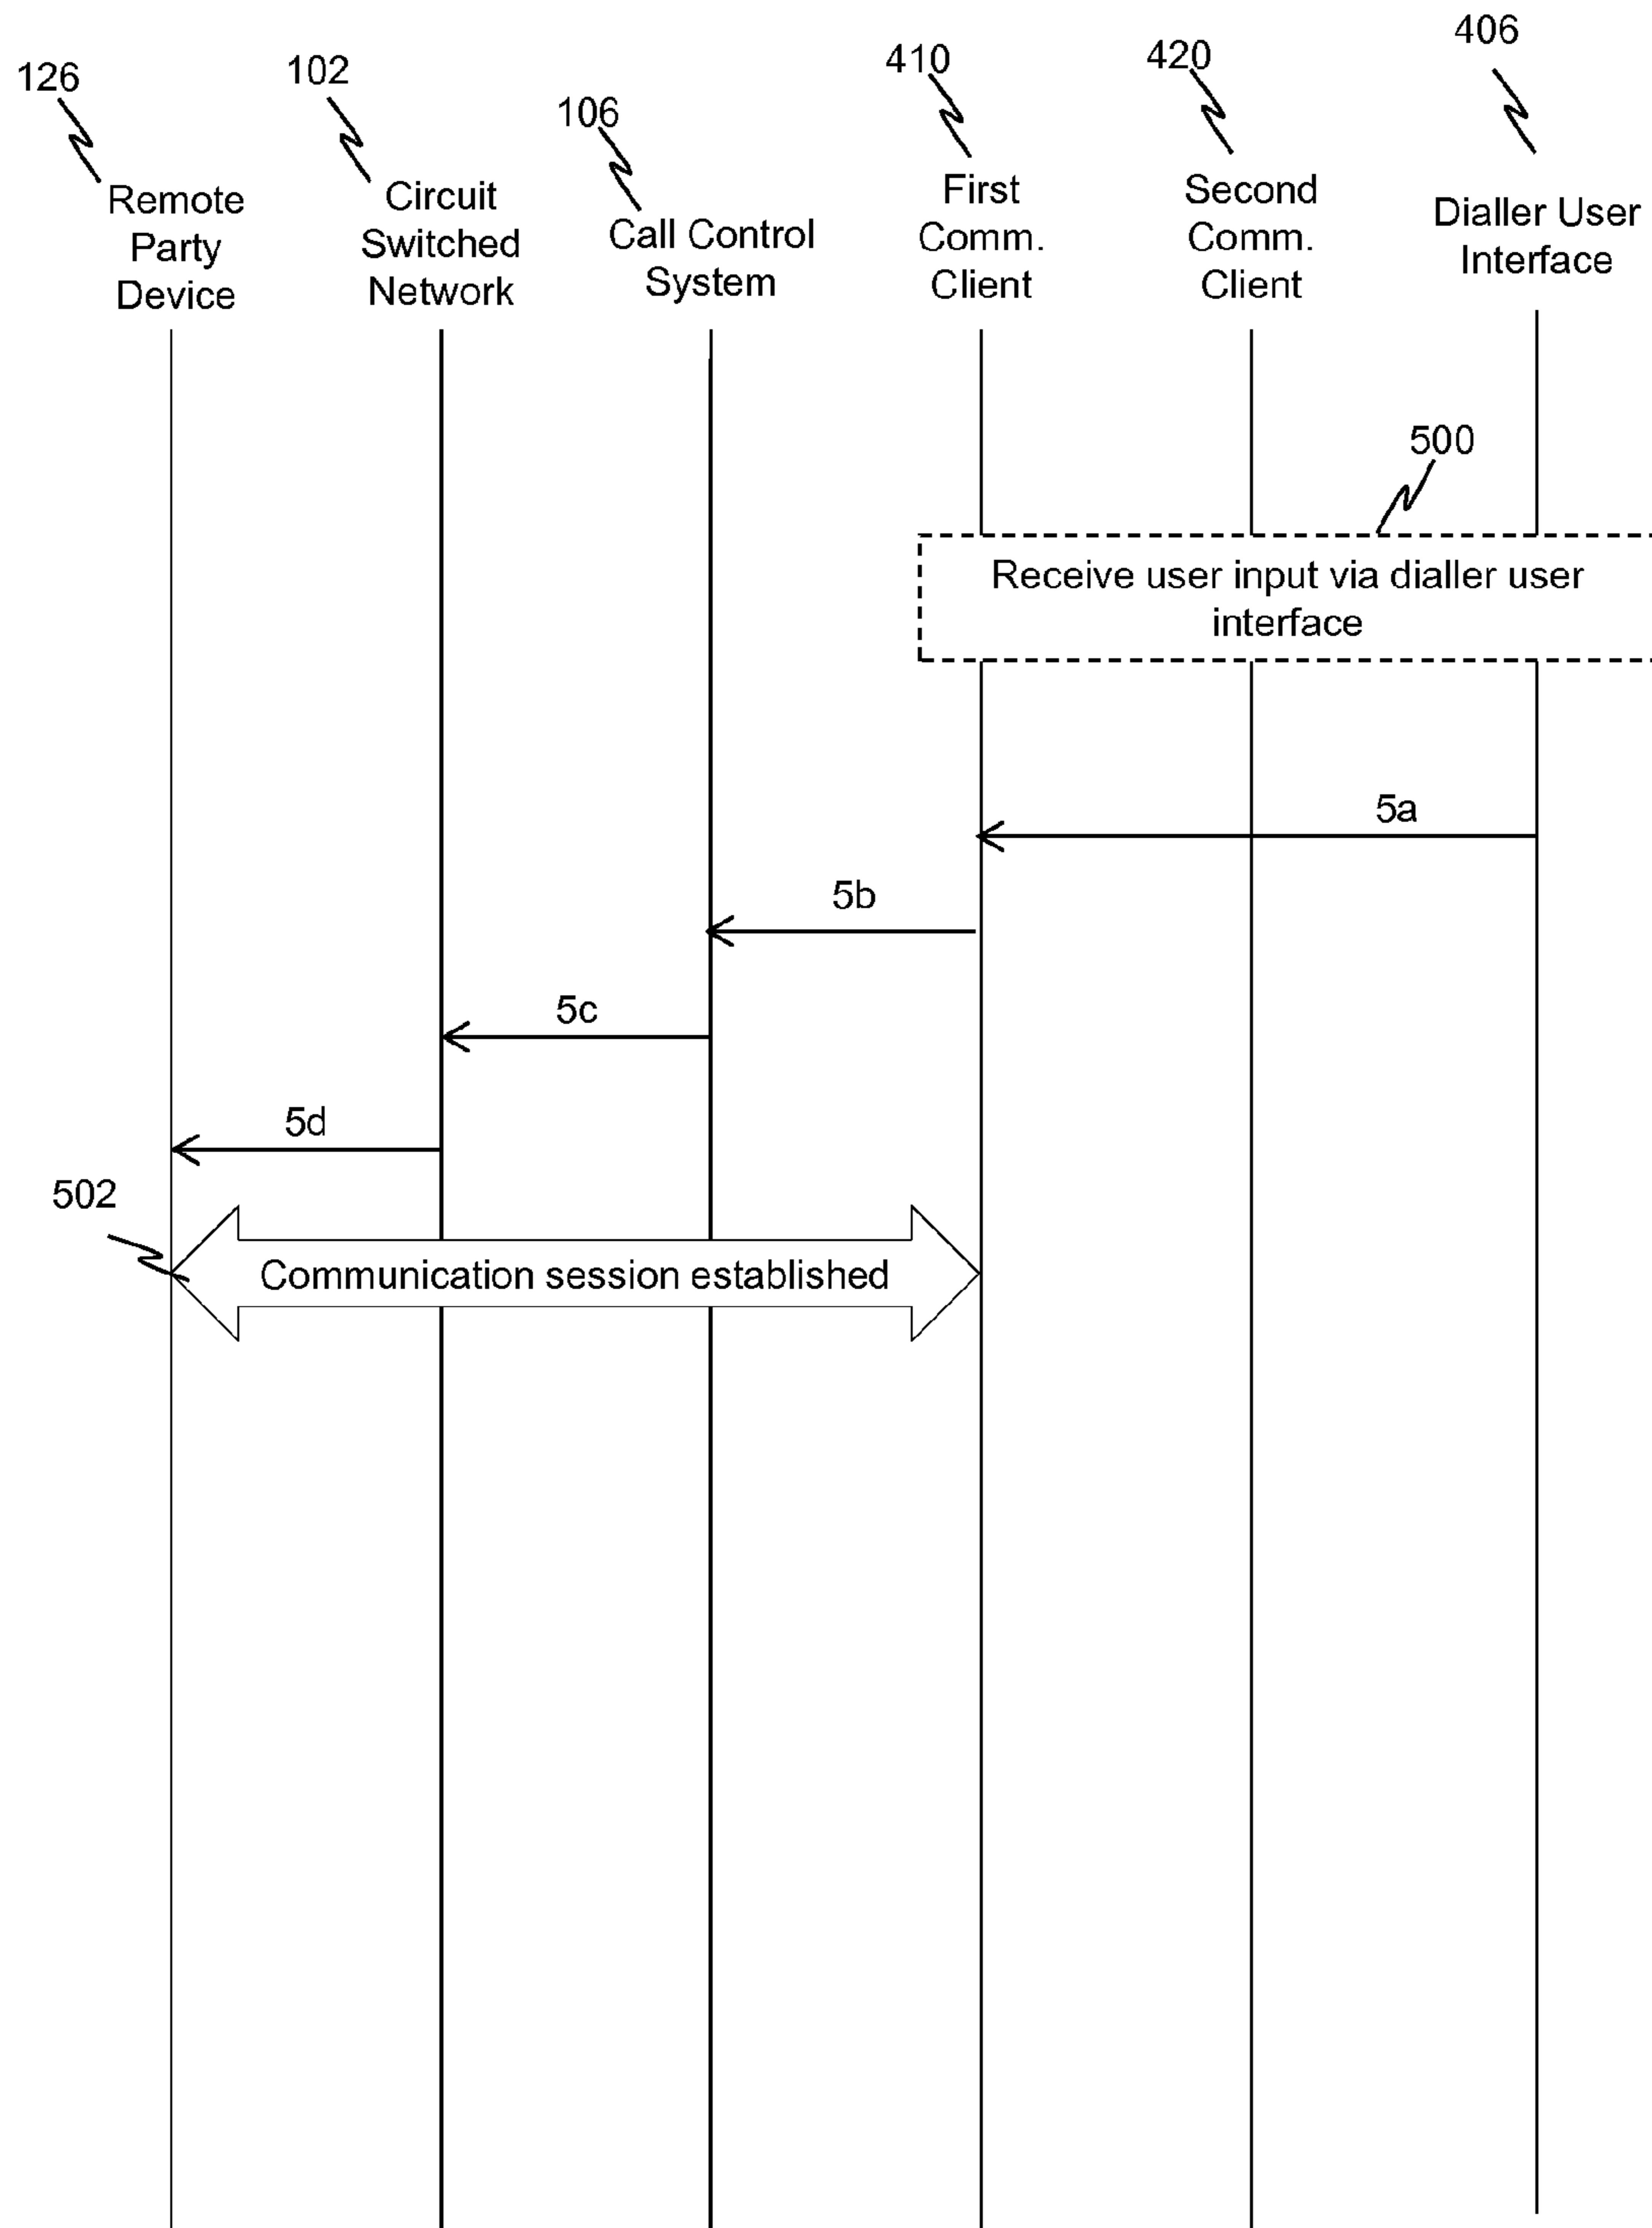 126
102
106
410
420
406
Remote
Party
Device
Circuit
Switched
Network
Call Control
System
First
Comm.
Client
Second
Comm.
Client
Dialler User
Interface
500
Receive user input via dialler user
interface
5a
5b
5c
5d
502
Communication session established